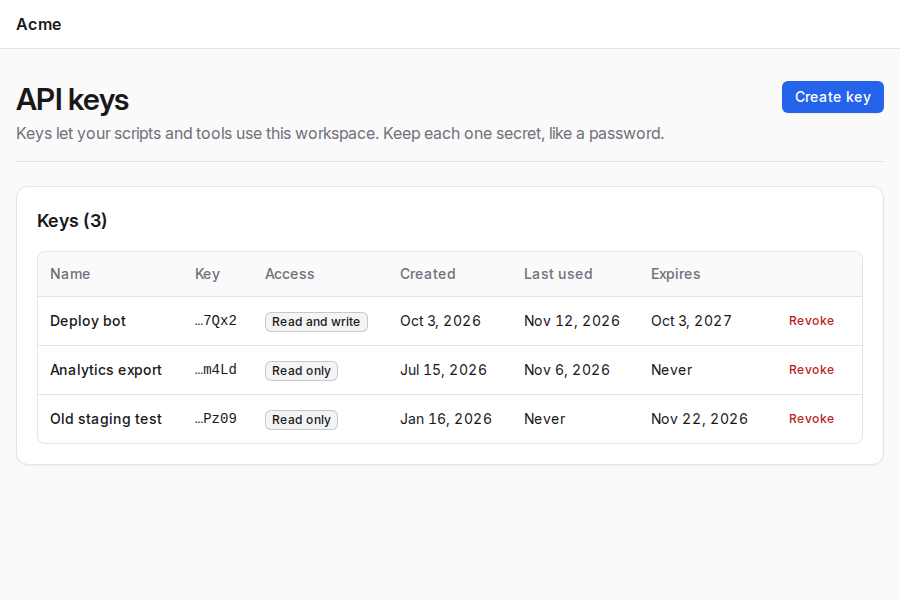 Acme
API keys
Create key
Keys let your scripts and tools use this workspace. Keep each one secret, like a password.
Keys (3)
Name Key Access Created Last used Expires
Deploy bot …7Qx2 Read and write Oct 3, 2026 Nov 12, 2026 Oct 3, 2027 Revoke
Analytics export …m4Ld Read only Jul 15, 2026 Nov 6, 2026 Never Revoke
Old staging test …Pz09 Read only Jan 16, 2026 Never Nov 22, 2026 Revoke